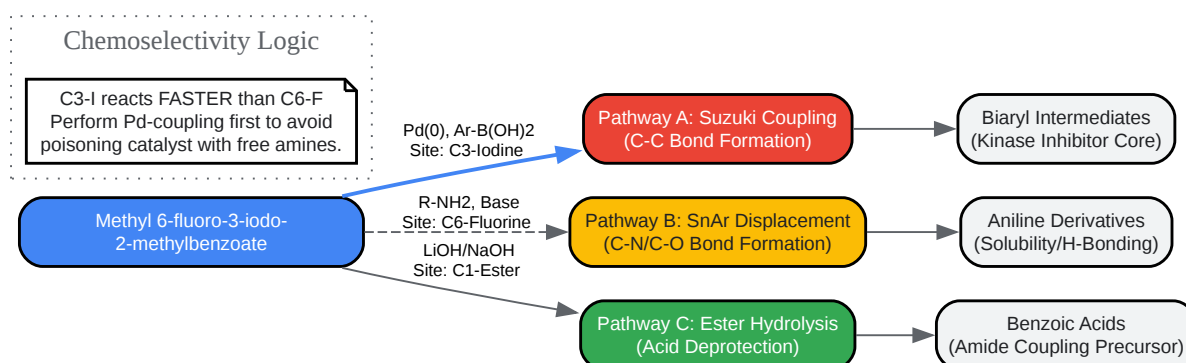 Chemoselectivity Logic
C3-I reacts FASTER than C6-F
Perform Pd-coupling first to avoid
poisoning catalyst with free amines.
Methyl 6-fluoro-3-iodo-
2-methylbenzoate
Pd(0), Ar-B(OH)2
Site: C3-Iodine
R-NH2, Base
Site: C6-Fluorine
LiOH/NaOH
Site: C1-Ester
Pathway A: Suzuki Coupling
(C-C Bond Formation)
Biaryl Intermediates
(Kinase Inhibitor Core)
Pathway B: SnAr Displacement
(C-N/C-O Bond Formation)
Aniline Derivatives
(Solubility/H-Bonding)
Pathway C: Ester Hydrolysis
(Acid Deprotection)
Benzoic Acids
(Amide Coupling Precursor)